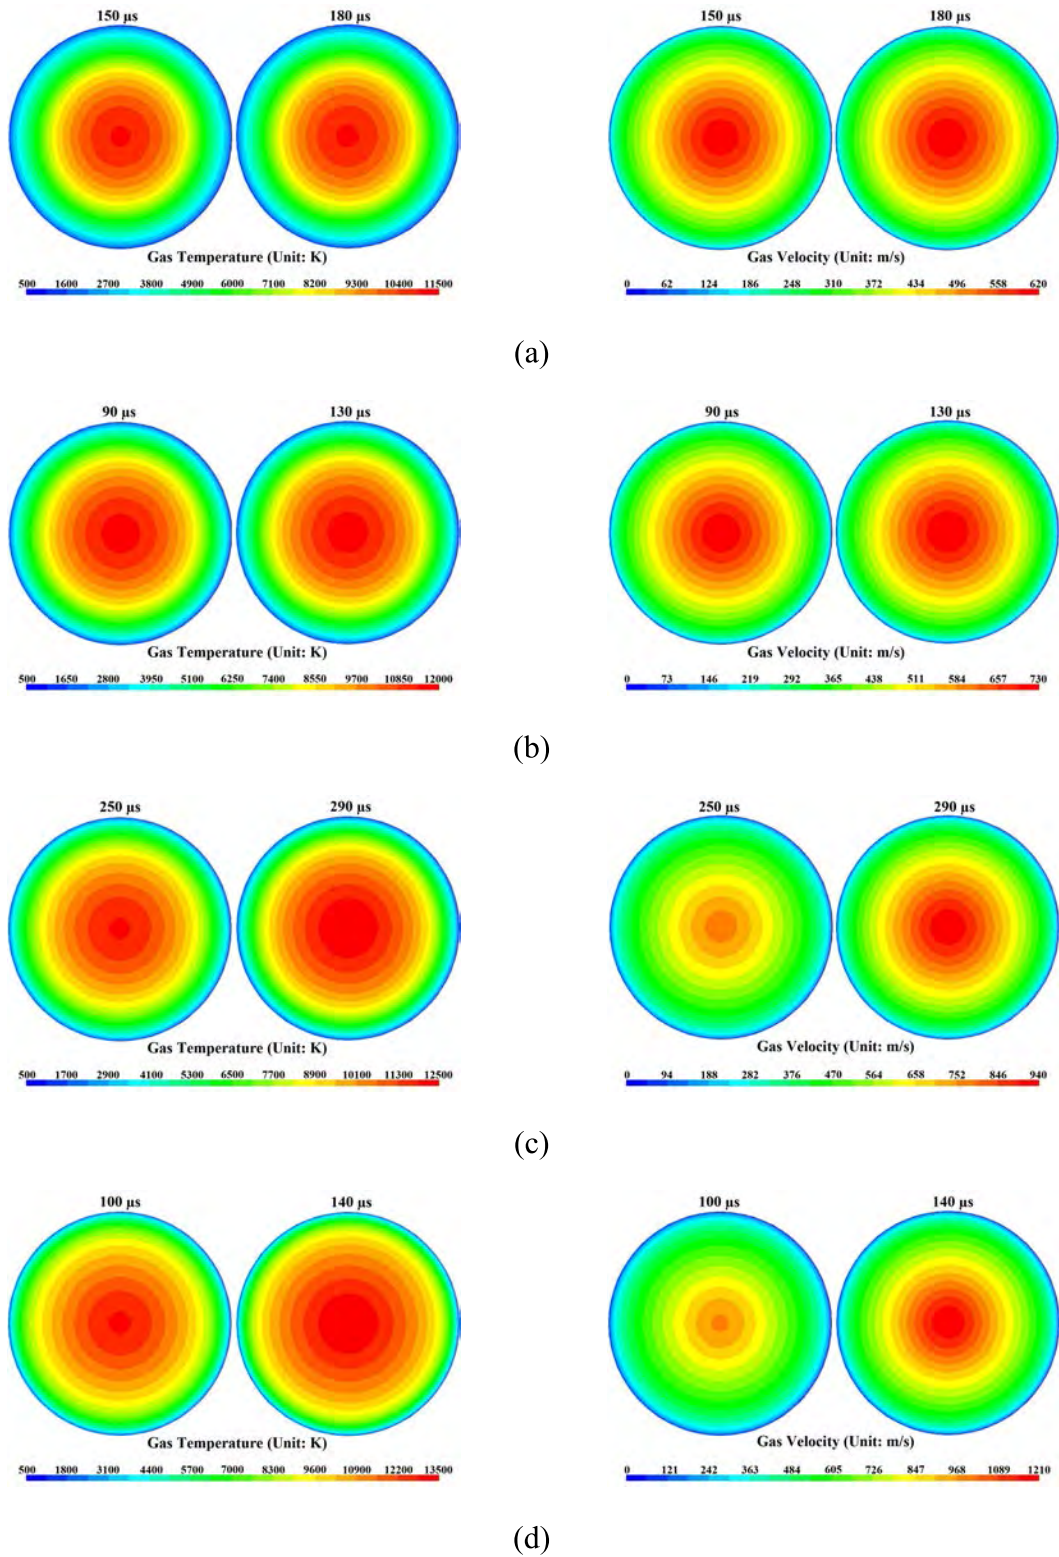 150 μs 180 μs 150 μs 180 μs
Gas Temperature (Unit: K) Gas Velocity (Unit: m/s)
500 1600 2700 3800 4900 6000 7100 8200 9300 10400 11500 0 62 124 186 248 310 372 434 496 558 620
(a)
90 μs 130 μs 90 μs 130 μs
Gas Temperature (Unit: K) Gas Velocity (Unit: m/s)
500 1650 2800 3950 5100 6250 7400 8550 9700 10850 12000 0 73 146 219 292 365 438 511 584 657 730
(b)
250 μs 290 μs 250 μs 290 μs
Gas Temperature (Unit: K) Gas Velocity (Unit: m/s)
500 1700 2900 4100 5300 6500 7700 8900 10100 11300 12500 0 94 188 282 376 470 564 658 752 846 940
(c)
100 μs 140 μs 100 μs 140 μs
Gas Temperature (Unit: K) Gas Velocity (Unit: m/s)
500 1800 3100 4400 5700 7000 8300 9600 10900 12200 13500 0 121 242 363 484 605 726 847 968 1089 1210
(d)